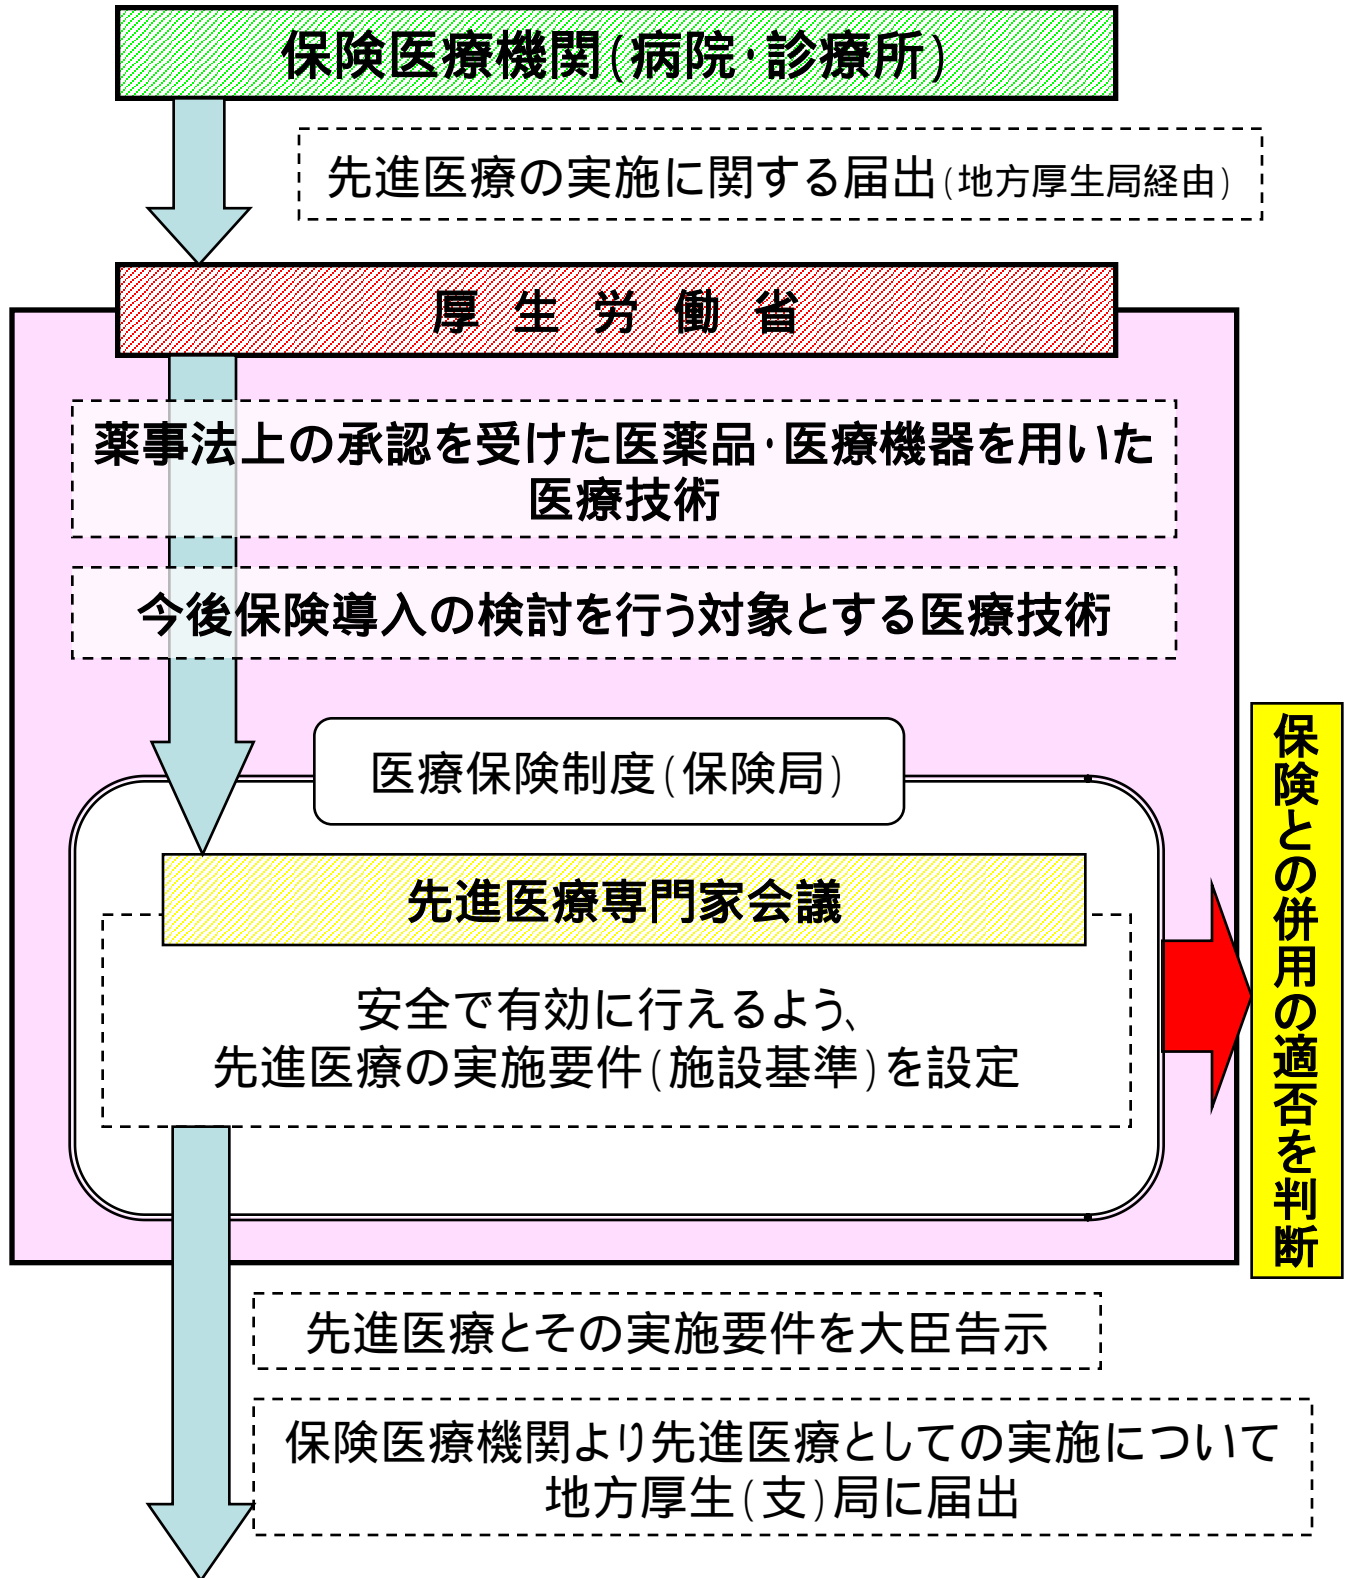 保険医療機関(病院･診療所)
先進医療の実施に関する届出(地方厚生局経由)
厚生労働省
薬事法上の承認を受けた医薬品･医療機器を用いた
医療技術
今後保険導入の検討を行う対象とする医療技術
医療保険制度(保険局)
先進医療専門家会議
安全で有効に行えるよう、
先進医療の実施要件(施設基準)を設定
保険との併用の適否を判断
先進医療とその実施要件を大臣告示
保険医療機関より先進医療としての実施について
地方厚生(支)局に届出